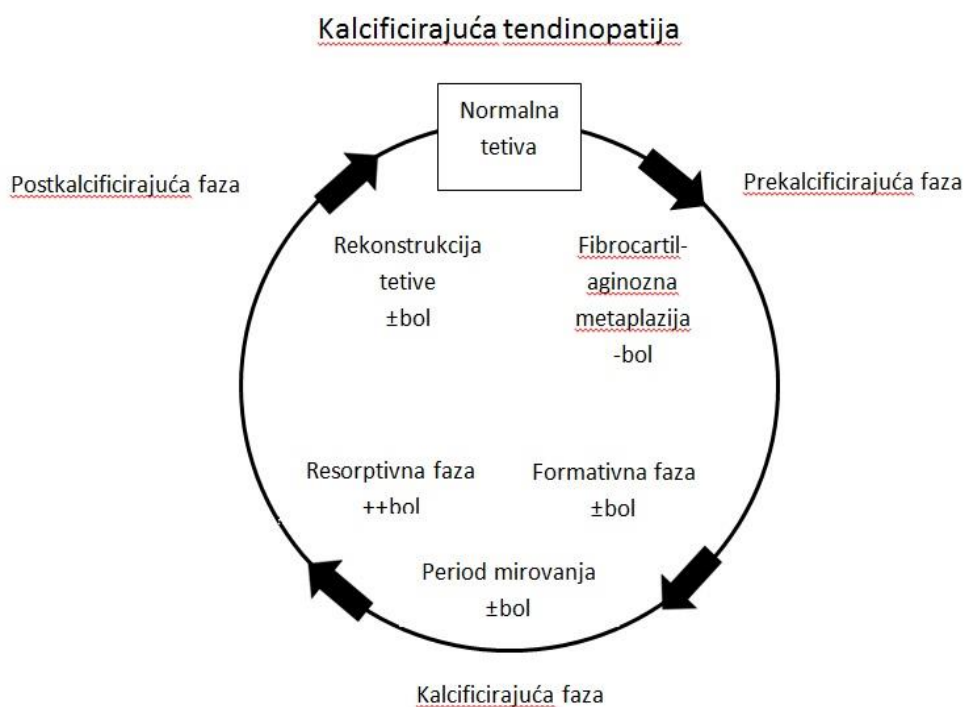 Kalcificirajuća tendinopatija
Normalna
tetiva
Postkalcificirajuća faza
Prekalcificirajuća faza
Rekonstrukcija
tetive
±bol
Fibrocartil-
aginozna
metaplazija
-bol
Resorptivna faza
++bol
Formativna faza
±bol
Period mirovanja
±bol
Kalcificirajuća faza